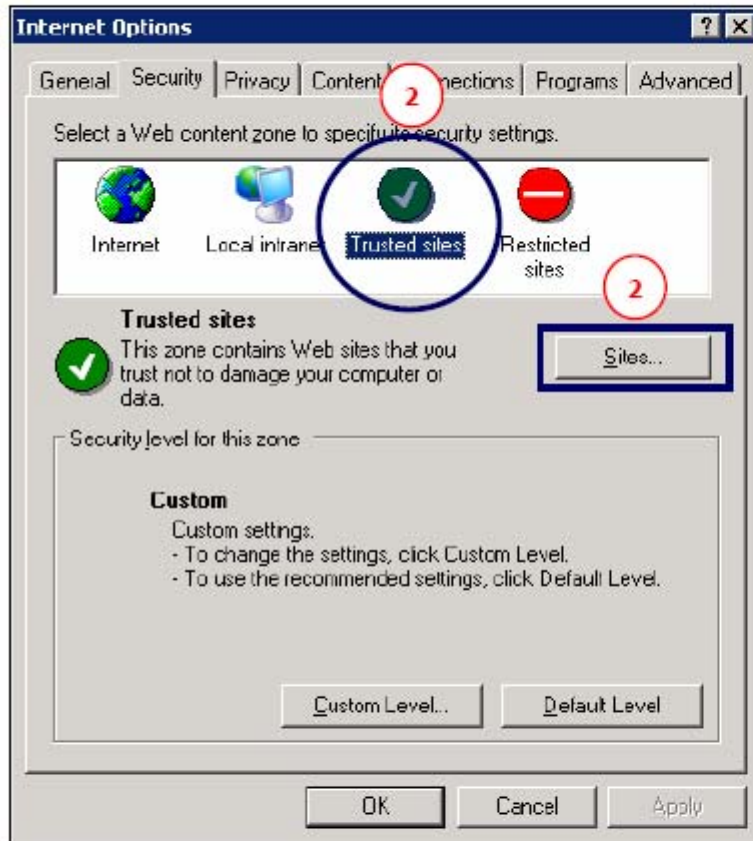 Internet Options
General Security Privacy Content nections Programs Advanced
2
Select a Web content zone to specify its security settings.
Internet Local intrane Trusted sites Restricted sites
2
Trusted sites
This zone contains Web sites that you
trust not to damage your computer or
data.
Sites...
Security level for this zone
Custom
Custom settings.
- To change the settings, click Custom Level.
- To use the recommended settings, click Default Level.
Custom Level... Default Level
OK Cancel Apply